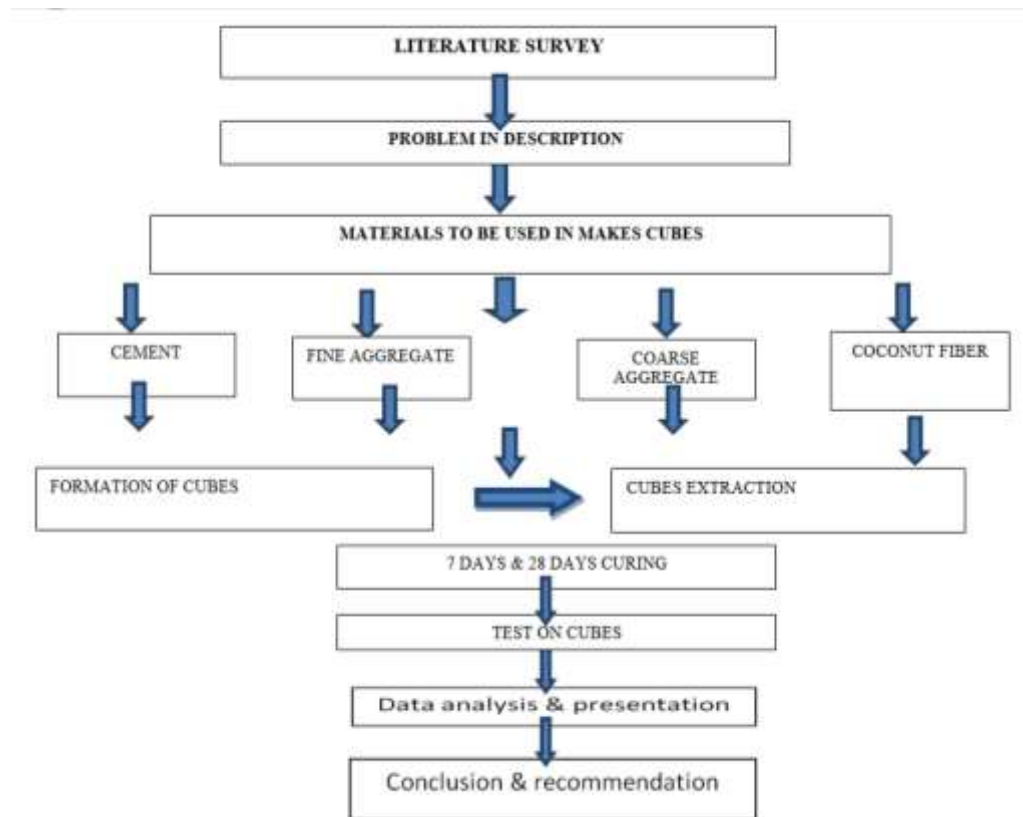 LITERATURE SURVEY
PROBLEM IN DESCRIPTION
MATERIALS TO BE USED IN MAKES CUBES
CEMENT
FINE AGGREGATE
COARSE
AGGREGATE
COCONUT FIBER
FORMATION OF CUBES
CUBES EXTRACTION
7 DAYS & 28 DAYS CURING
TEST ON CUBES
Data analysis & presentation
Conclusion & recommendation